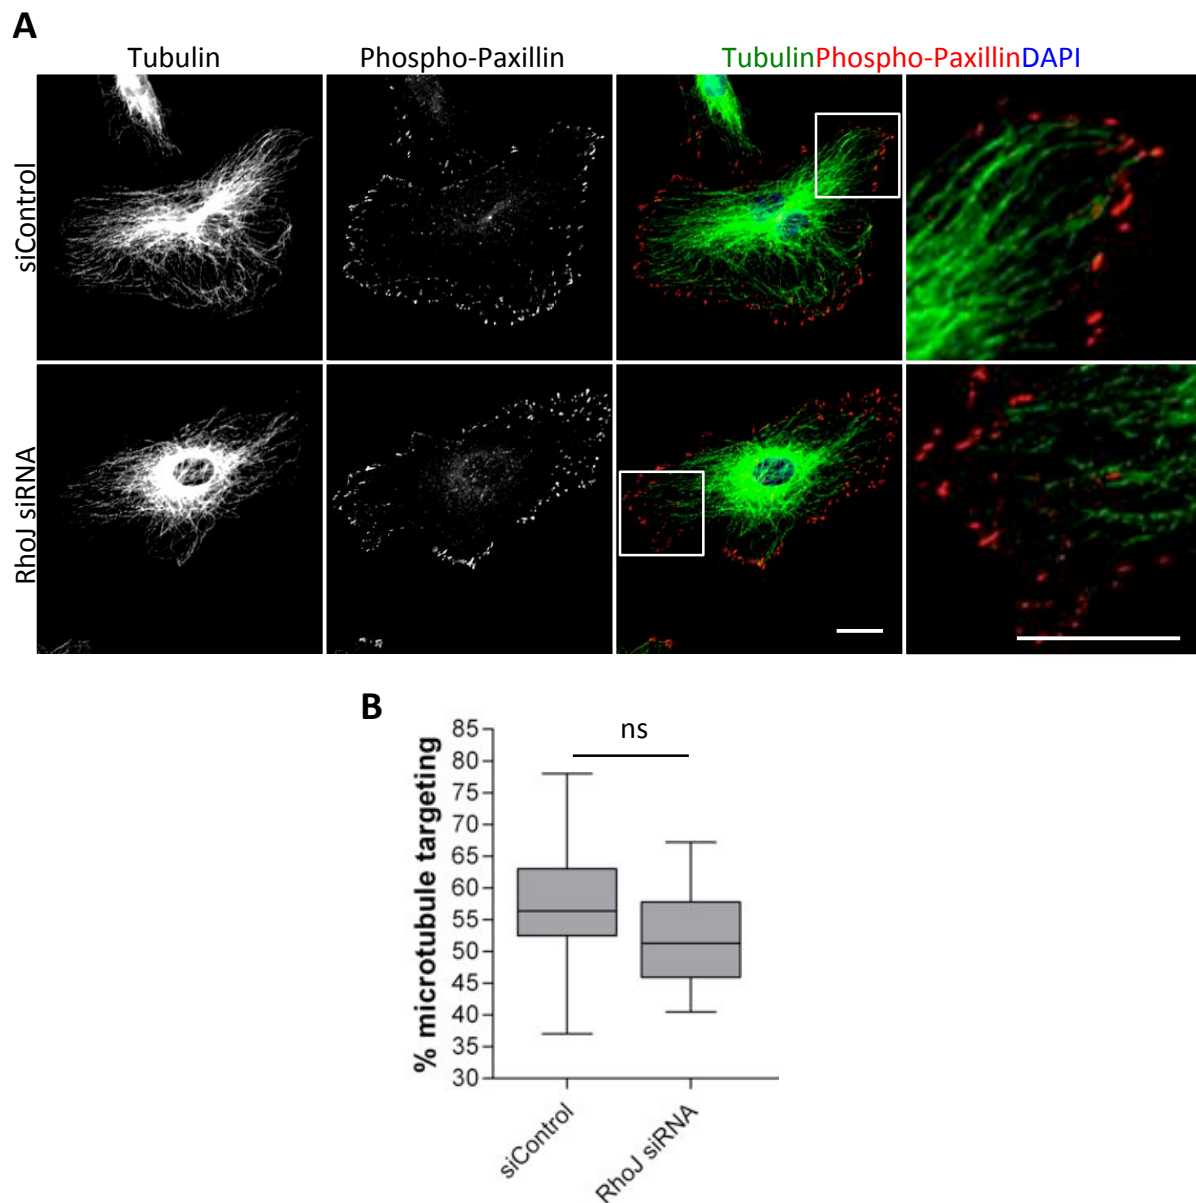 A
Tubulin Phospho-Paxillin TubulinPhospho-PaxillinDAPI
siControl
RhoJ siRNA
B
ns
% microtubule targeting
85
80
75
70
65
60
55
50
45
40
35
30
siControl
RhoJ siRNA